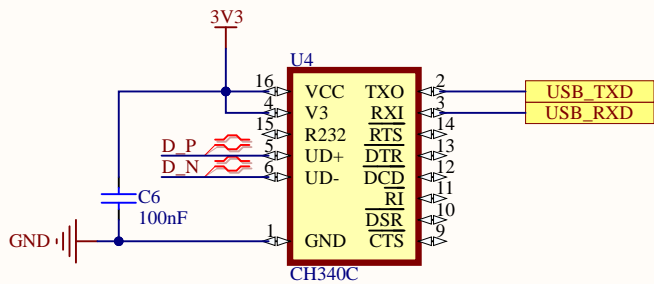 3V3
U4
16 VCC TXO 2 USB_TXD
4 V3 RXI 3 USB_RXD
15 R232 RTS 14
D_P 5 UD+ DTR 13
D_N 6 UD- DCD 12
RI 11
C6
100nF
DSR 10
GND 1 GND CTS 9
CH340C